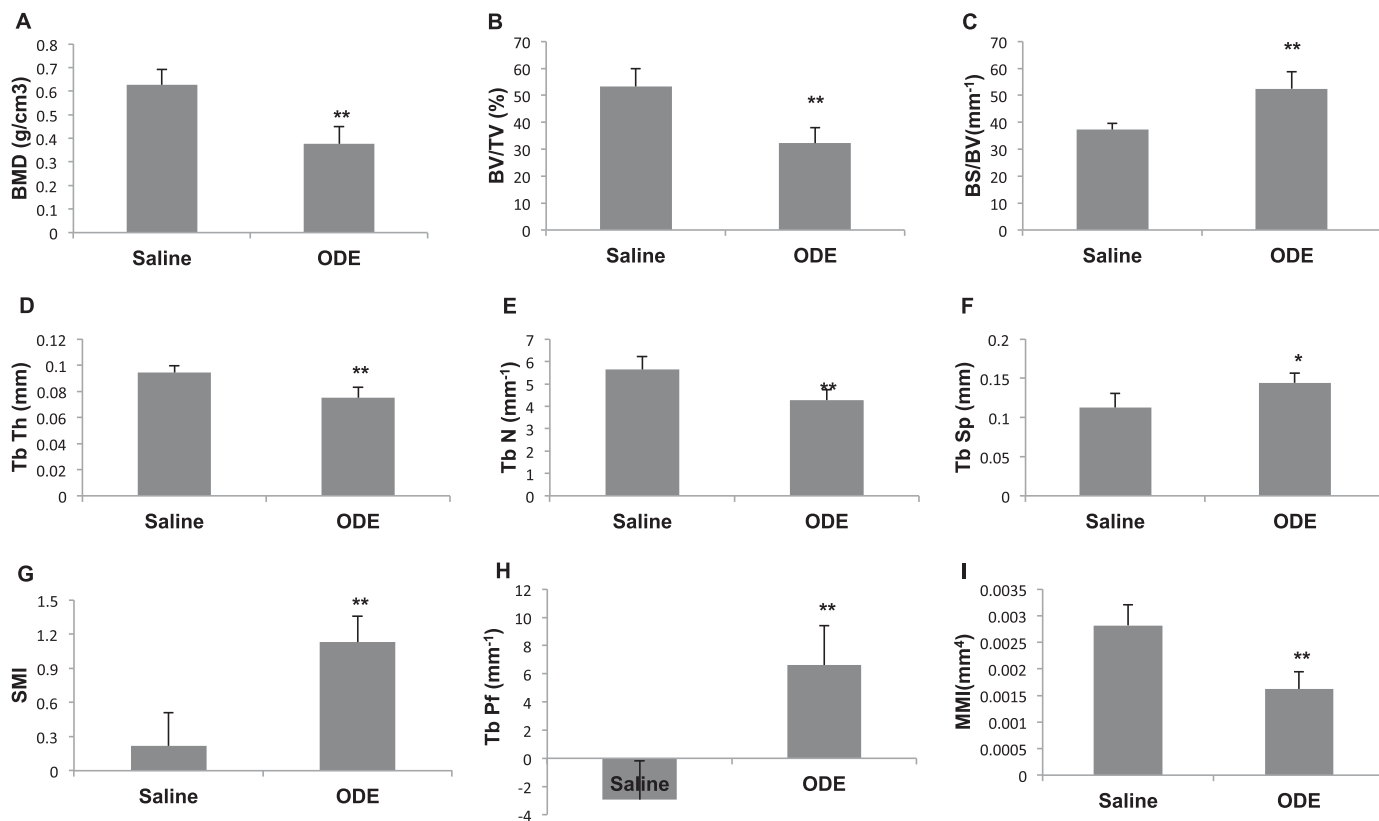 A
BMD (g/cm3)
0.8
0.7
0.6
0.5
0.4
0.3
0.2
0.1
0
**
Saline ODE
B
BV/TV (%)
70
60
50
40
30
20
10
0
**
Saline ODE
C
BS/BV(mm⁻¹)
70
60
50
40
30
20
10
0
**
Saline ODE
D
Tb Th (mm)
0.12
0.1
0.08
0.06
0.04
0.02
0
**
Saline ODE
E
Tb N (mm⁻¹)
7
6
5
4
3
2
1
0
**
Saline ODE
F
Tb Sp (mm)
0.2
0.15
0.1
0.05
0
*
Saline ODE
G
SMI
1.5
1.2
0.9
0.6
0.3
0
**
Saline ODE
H
Tb Pf (mm⁻¹)
12
10
8
6
4
2
0
-2
-4
**
Saline ODE
I
MMI(mm⁴)
0.0035
0.003
0.0025
0.002
0.0015
0.001
0.0005
0
**
Saline ODE